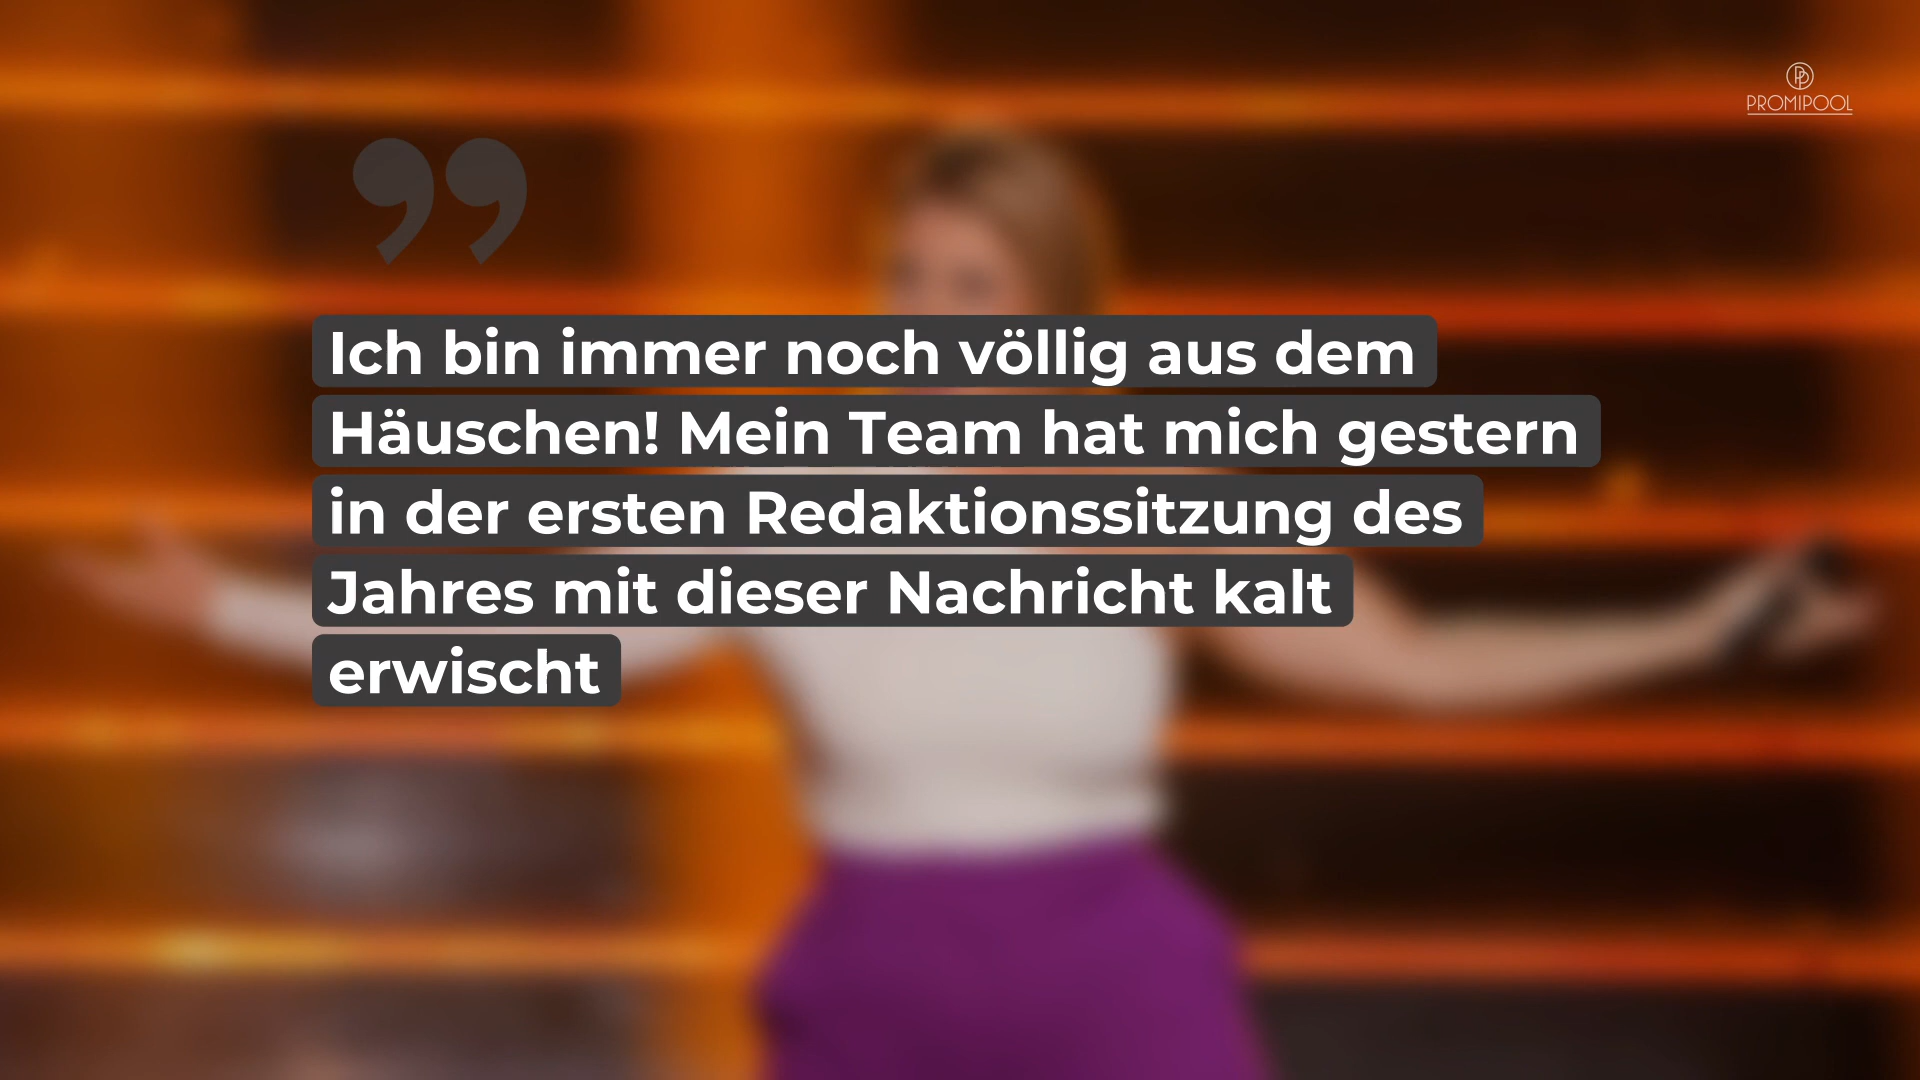 PROMIPOOL
”
Ich bin immer noch völlig aus dem
Häuschen! Mein Team hat mich gestern
in der ersten Redaktionssitzung des
Jahres mit dieser Nachricht kalt
erwischt